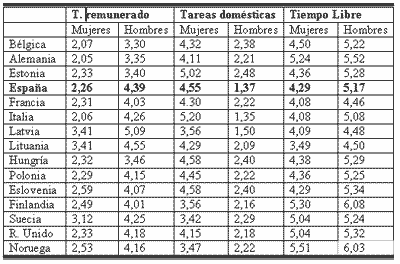 T. remunerado Tareas domésticas Tiempo Libre
Mujeres Hombres Mujeres Hombres Mujeres Hombres
Bélgica 2,07 3,30 4,32 2,38 4,50 5,22
Alemania 2,05 3,35 4,11 2,21 5,24 5,52
Estonia 2,33 3,40 5,02 2,48 4,36 5,28
España 2,26 4,39 4,55 1,37 4,29 5,17
Francia 2,31 4,03 4,30 2,22 4,08 4,46
Italia 2,06 4,26 5,20 1,35 4,08 5,08
Latvia 3,41 5,09 3,56 1,50 4,09 4,48
Lituania 3,41 4,55 4,29 2,09 3,49 4,50
Hungría 2,32 3,46 4,58 2,40 4,38 5,29
Polonia 2,29 4,15 4,45 2,22 4,36 5,25
Eslovenia 2,59 4,07 4,58 2,40 4,29 5,34
Finlandia 2,49 4,01 3,56 2,16 5,30 6,08
Suecia 3,12 4,25 3,42 2,29 5,04 5,24
R. Unido 2,33 4,18 4,15 2,18 5,04 5,32
Noruega 2,53 4,16 3,47 2,22 5,51 6,03